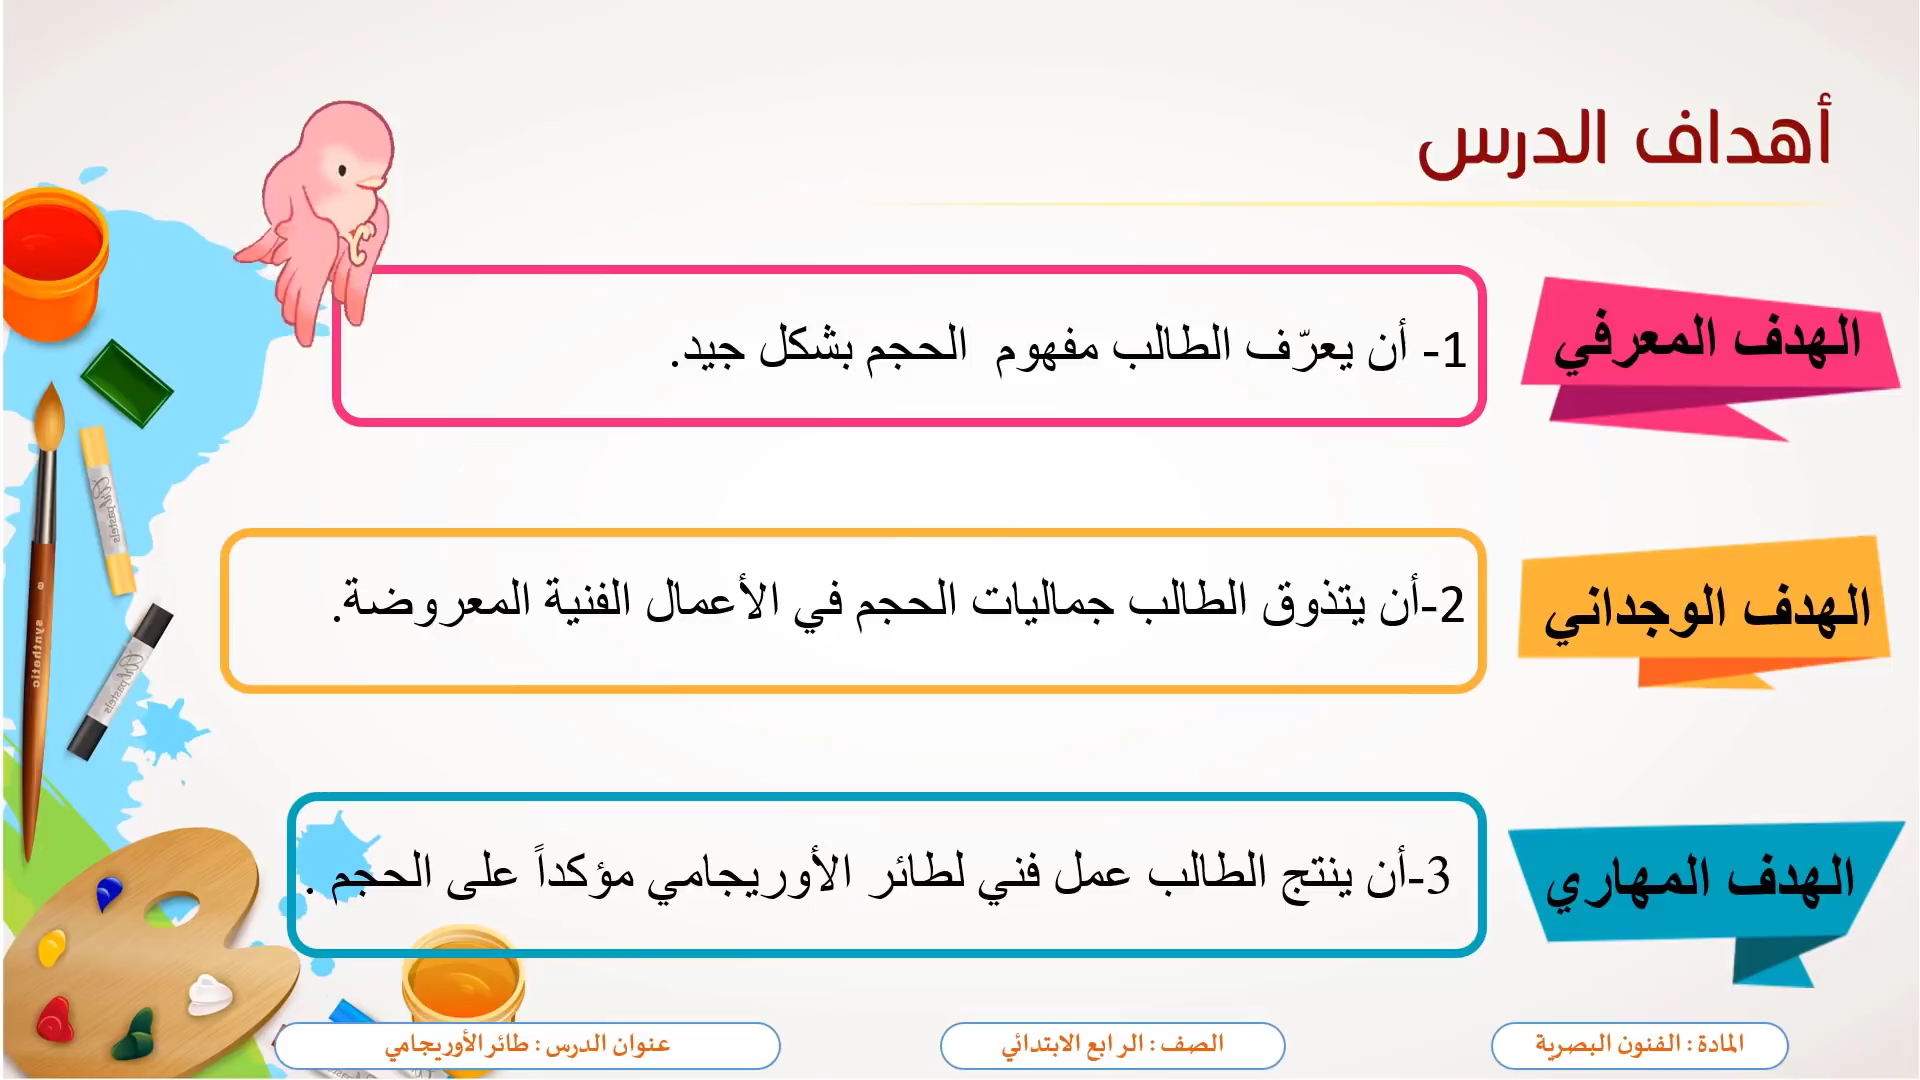 أهداف الدرس
الهدف المعرفي
1- أن يعرّف الطالب مفهوم الحجم بشكل جيد.
الهدف الوجداني
2-أن يتذوق الطالب جماليات الحجم في الأعمال الفنية المعروضة.
الهدف المهاري
3-أن ينتج الطالب عمل فني لطائر الأوريجامي مؤكداً على الحجم .
المادة : الفنون البصرية
الصف : الرابع الابتدائي
عنوان الدرس : طائر الأوريجامي
synthetic